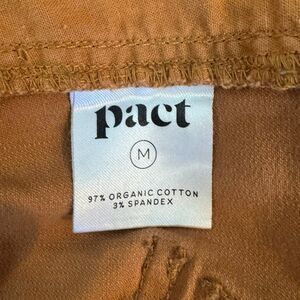 pact
M
97% ORGANIC COTTON
3% SPANDEX